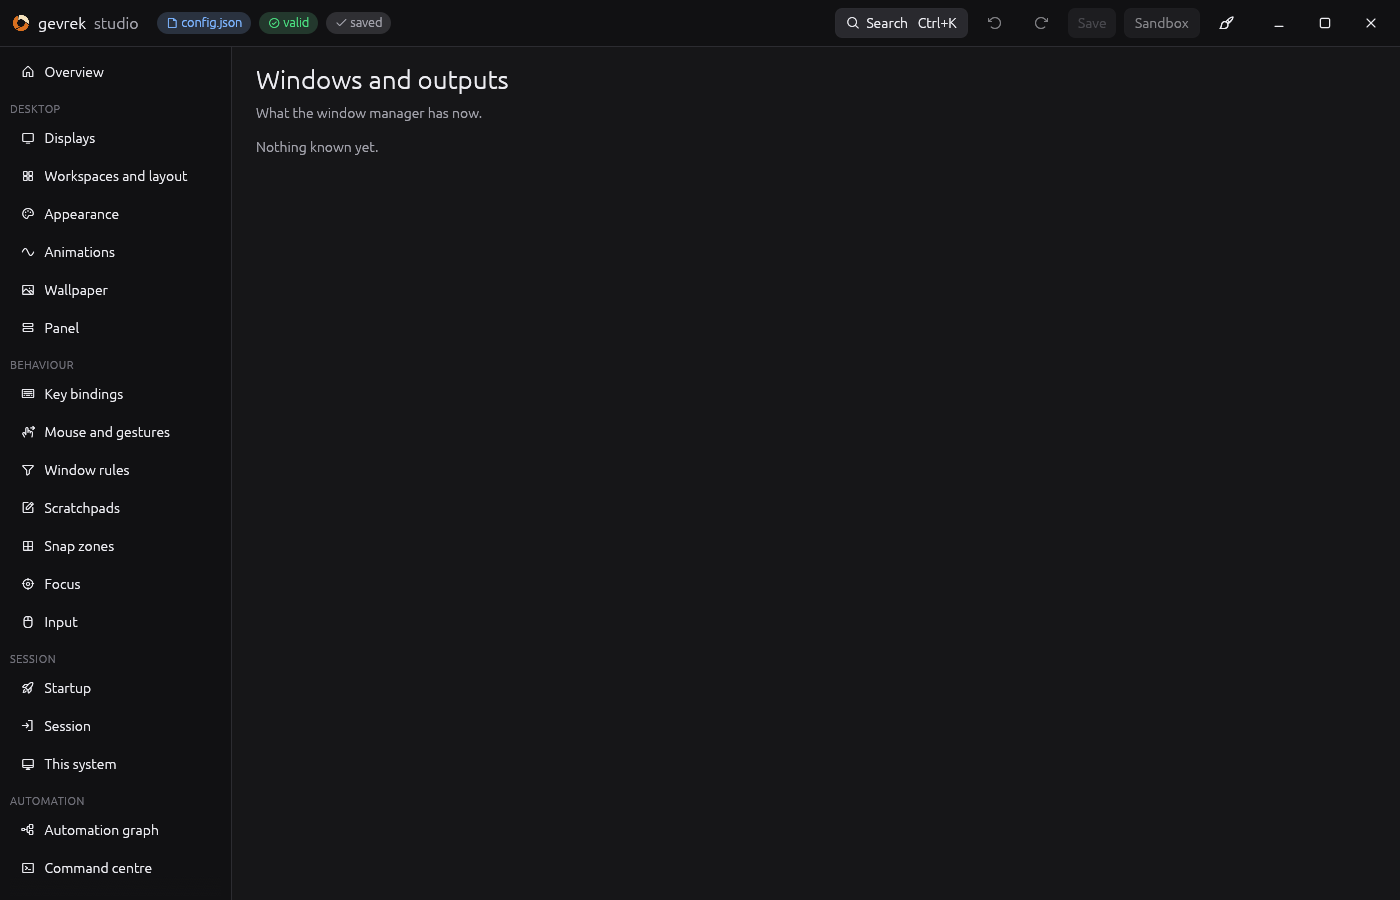 gevrek studio config.json valid saved Search Ctrl+K Save Sandbox
Overview
DESKTOP
Displays
Workspaces and layout
Appearance
Animations
Wallpaper
Panel
BEHAVIOUR
Key bindings
Mouse and gestures
Window rules
Scratchpads
Snap zones
Focus
Input
SESSION
Startup
Session
This system
AUTOMATION
Automation graph
Command centre
Windows and outputs
What the window manager has now.
Nothing known yet.